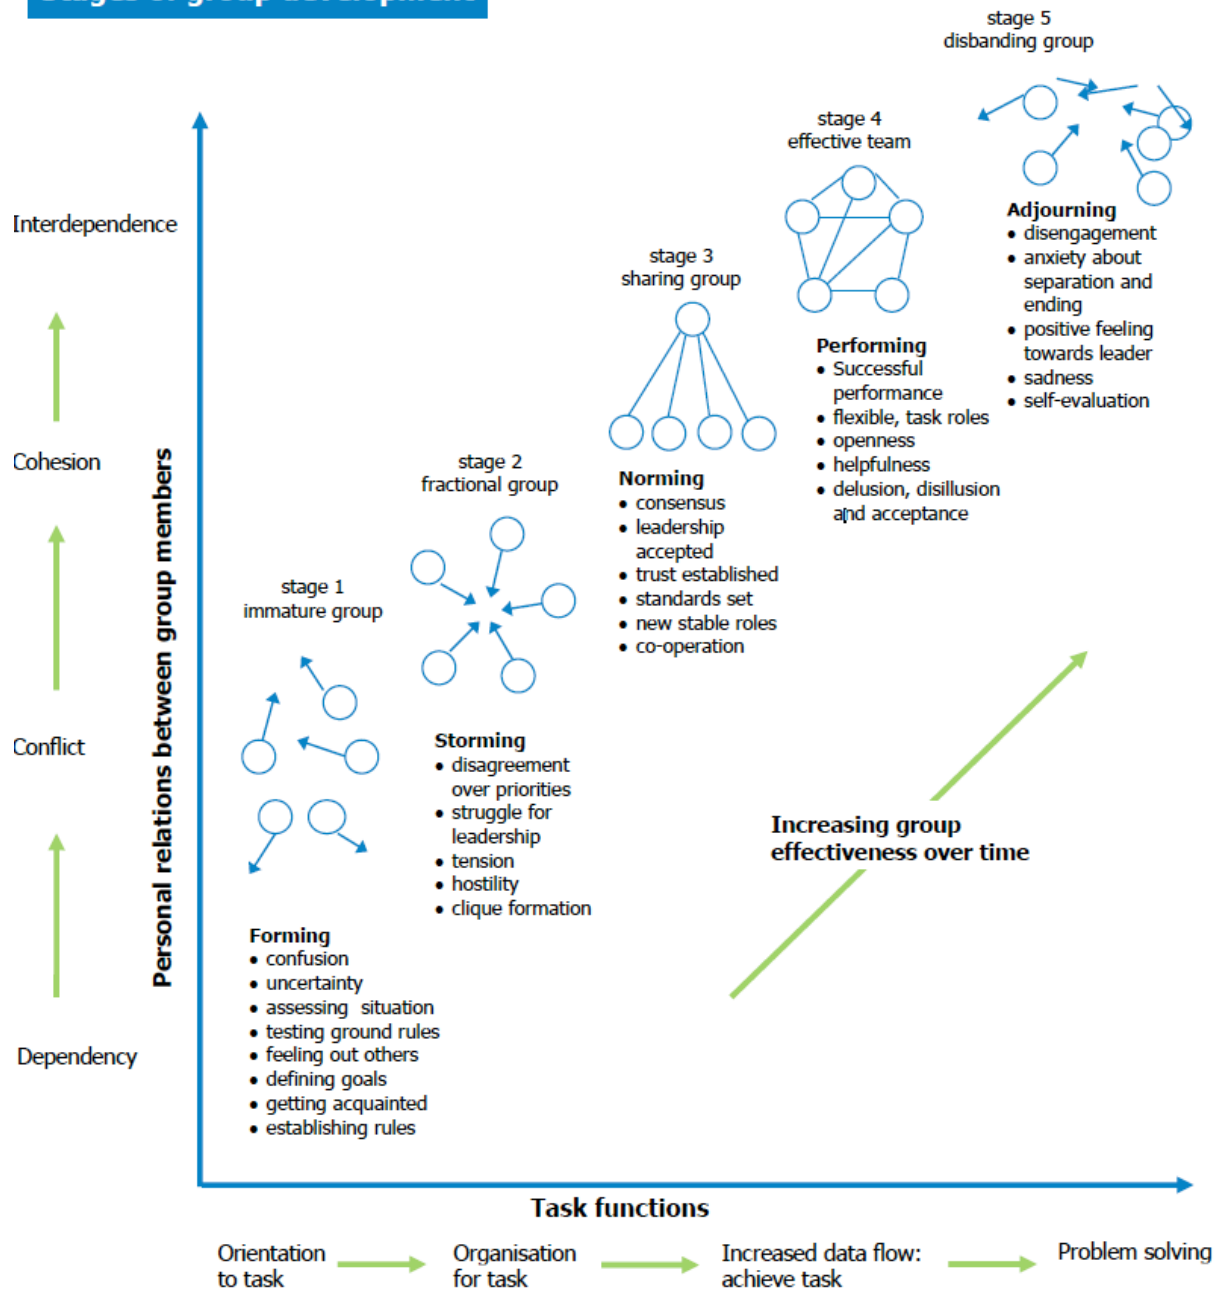 Stages of group development
stage 5
disbanding group
stage 4
effective team
Interdependence
Adjourning
• disengagement
• anxiety about
separation and
ending
• positive feeling
towards leader
• sadness
• self-evaluation
stage 3
sharing group
Performing
• Successful
performance
• flexible, task roles
• openness
• helpfulness
• delusion, disillusion
and acceptance
Cohesion
stage 2
fractional group
Norming
• consensus
• leadership
accepted
• trust established
• standards set
• new stable roles
• co-operation
stage 1
immature group
Personal relations between group members
Conflict
Storming
• disagreement
over priorities
• struggle for
leadership
• tension
• hostility
• clique formation
Increasing group
effectiveness over time
Forming
• confusion
• uncertainty
• assessing situation
• testing ground rules
• feeling out others
• defining goals
• getting acquainted
• establishing rules
Dependency
Task functions
Orientation
to task
Organisation
for task
Increased data flow:
achieve task
Problem solving